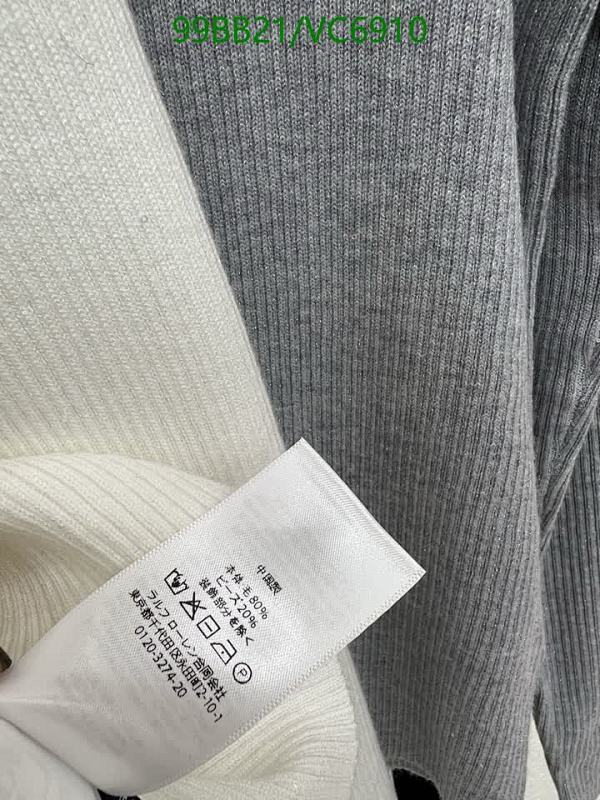 99BB21/VC6910
中国製
本体 毛80%
ビーズ20%
装飾部分を除く
P
ラルフ ローレン合同会社
東京都千代田区永田町2-10-1
0120-3274-20